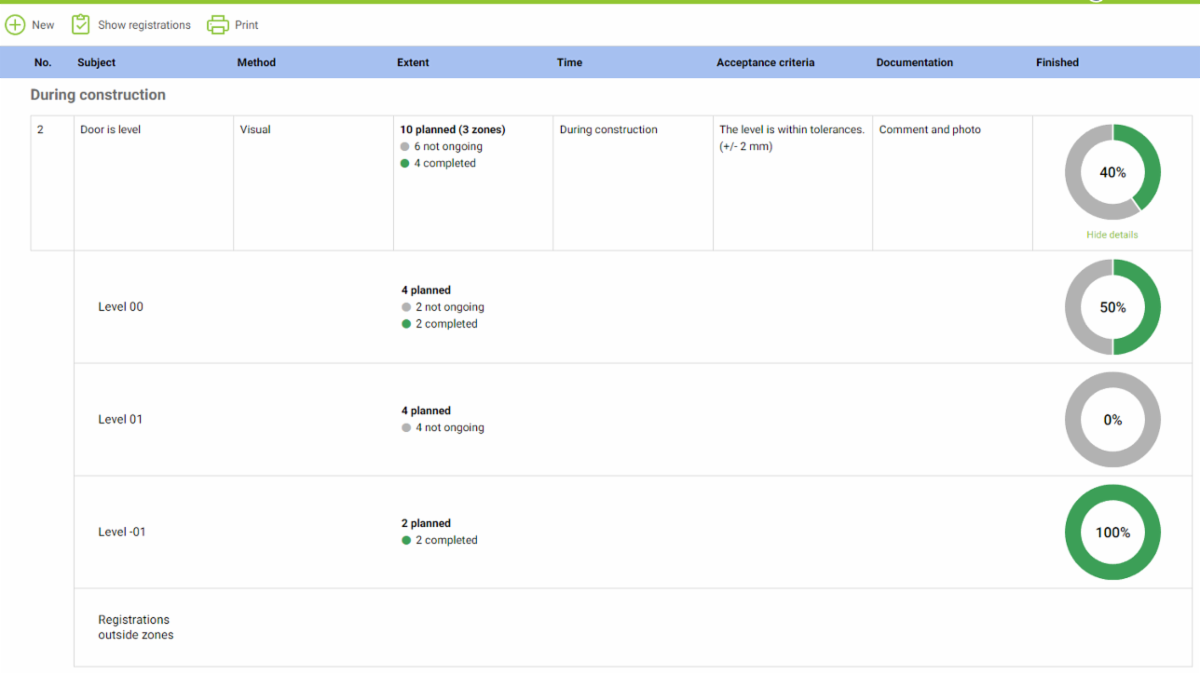 New Show registrations Print
No. Subject Method Extent Time Acceptance criteria Documentation Finished
During construction
2 Door is level Visual 10 planned (3 zones) During construction The level is within tolerances. Comment and photo
6 not ongoing (+/- 2 mm)
4 completed
40%
Hide details
4 planned
Level 00 2 not ongoing 50%
2 completed
4 planned
Level 01 4 not ongoing 0%
2 planned
Level -01 2 completed 100%
Registrations
outside zones